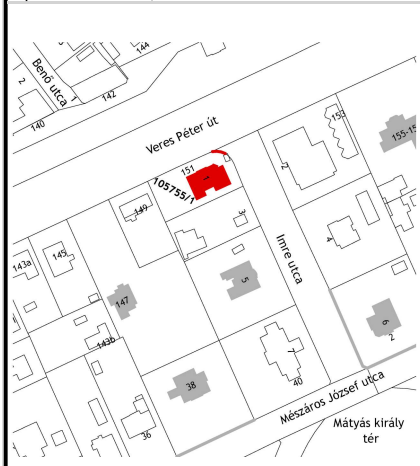 144
Benő utca
2
1
142
140
Veres Péter út
153
155-15
151
1
105755/1
2
149
3
Imre utca
4
145
143a
5
147
6
2
143b
7
38
40
Mészáros József utca
36
Mátyás király
tér